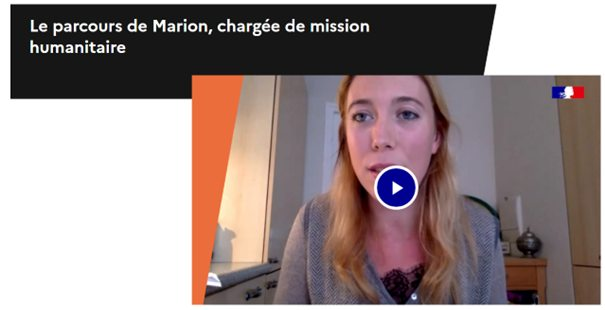 Le parcours de Marion, chargée de mission
humanitaire